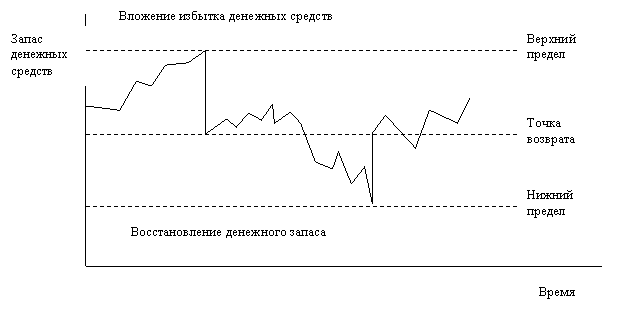 Вложение избытка денежных средств
Запас
денежных
средств
Верхний
предел
Точка
возврата
Нижний
предел
Восстановление денежного запаса
Время